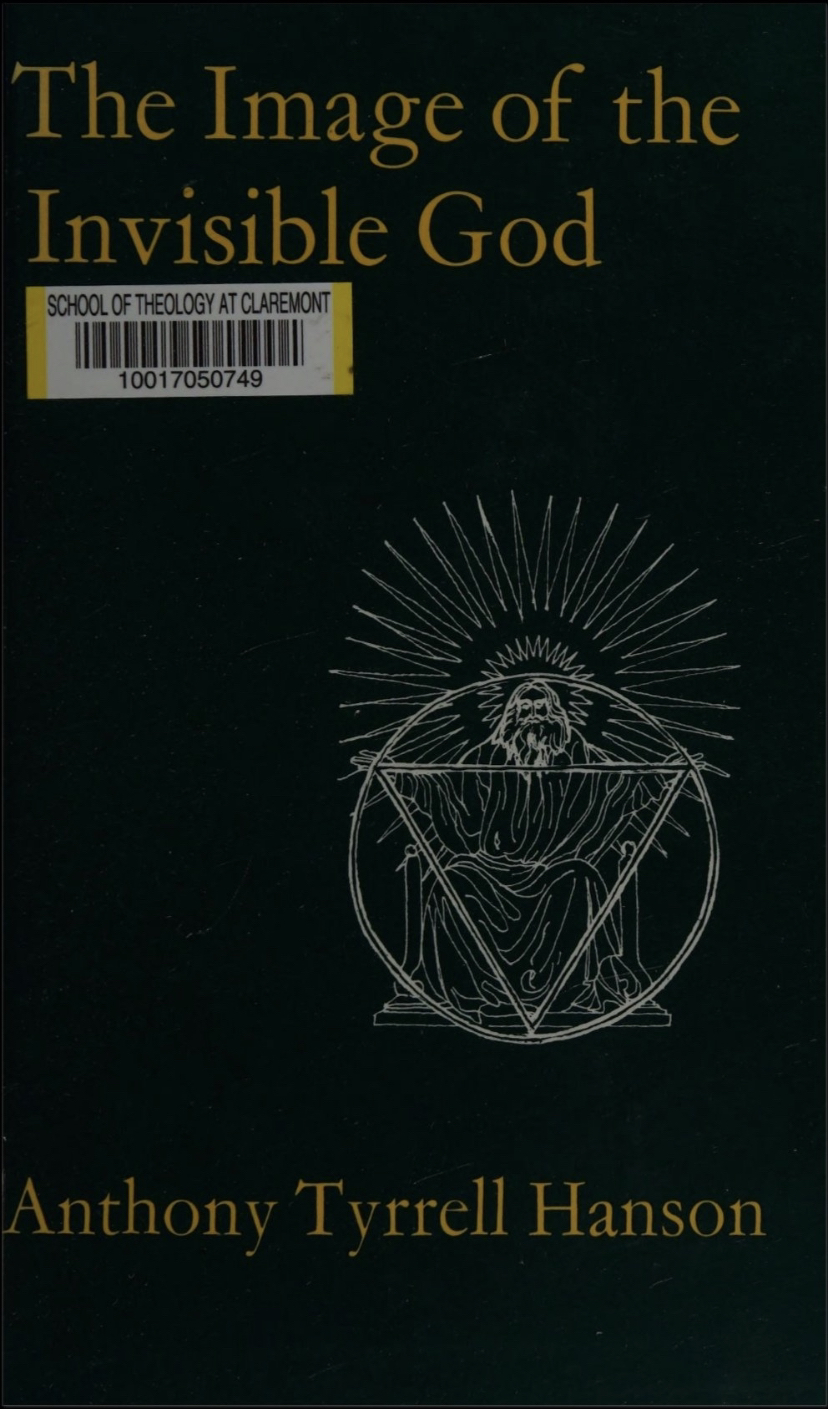 The Image of the
Invisible God
SCHOOL OF THEOLOGY AT CLAREMONT
10017050749
Anthony Tyrrell Hanson